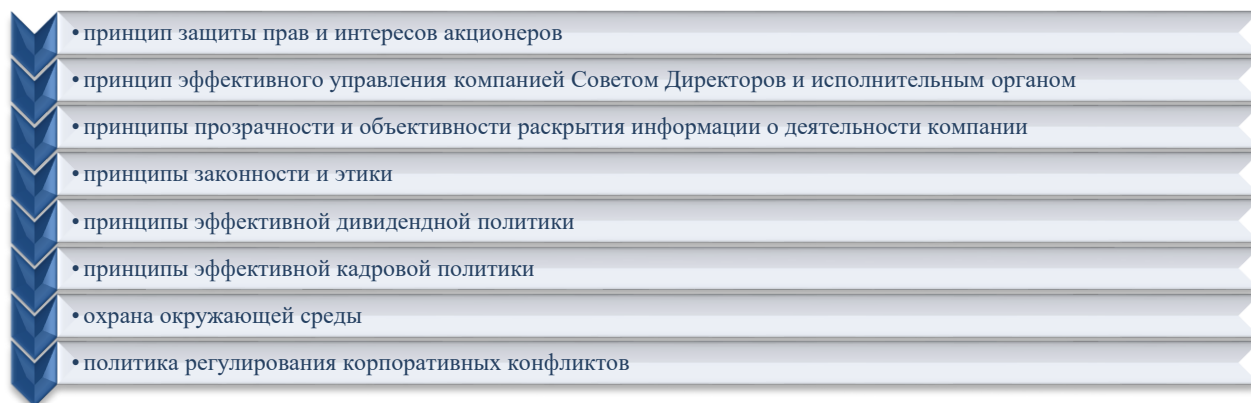 • принцип защиты прав и интересов акционеров
• принцип эффективного управления компанией Советом Директоров и исполнительным органом
• принципы прозрачности и объективности раскрытия информации о деятельности компании
• принципы законности и этики
• принципы эффективной дивидендной политики
• принципы эффективной кадровой политики
• охрана окружающей среды
• политика регулирования корпоративных конфликтов